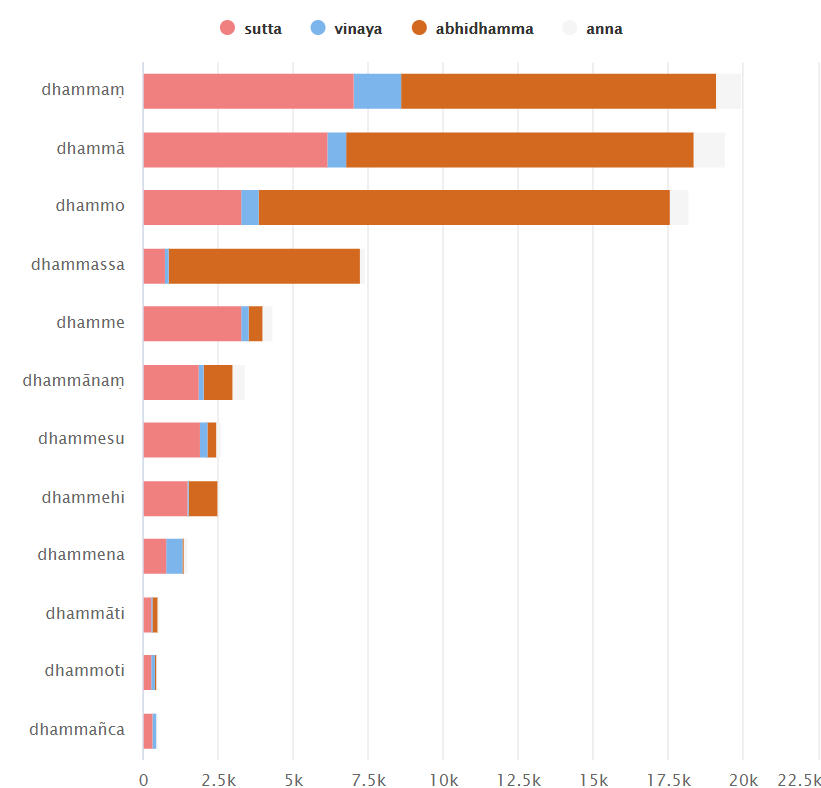 sutta vinaya abhidhamma anna
dhammaṃ
dhammā
dhammo
dhammassa
dhamme
dhammānaṃ
dhammesu
dhammehi
dhammena
dhammāti
dhammoti
dhammañca
0 2.5k 5k 7.5k 10k 12.5k 15k 17.5k 20k 22.5k